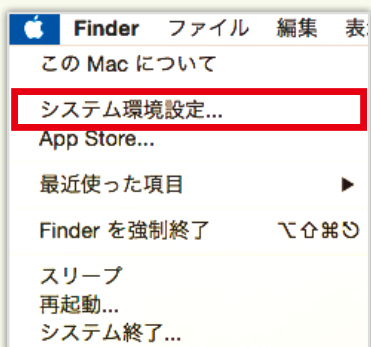 Finder ファイル 編集 表
この Mac について
システム環境設定...
App Store...
最近使った項目 ▶
Finder を強制終了 ⌥⇧⌘⎋
スリープ
再起動...
システム終了...